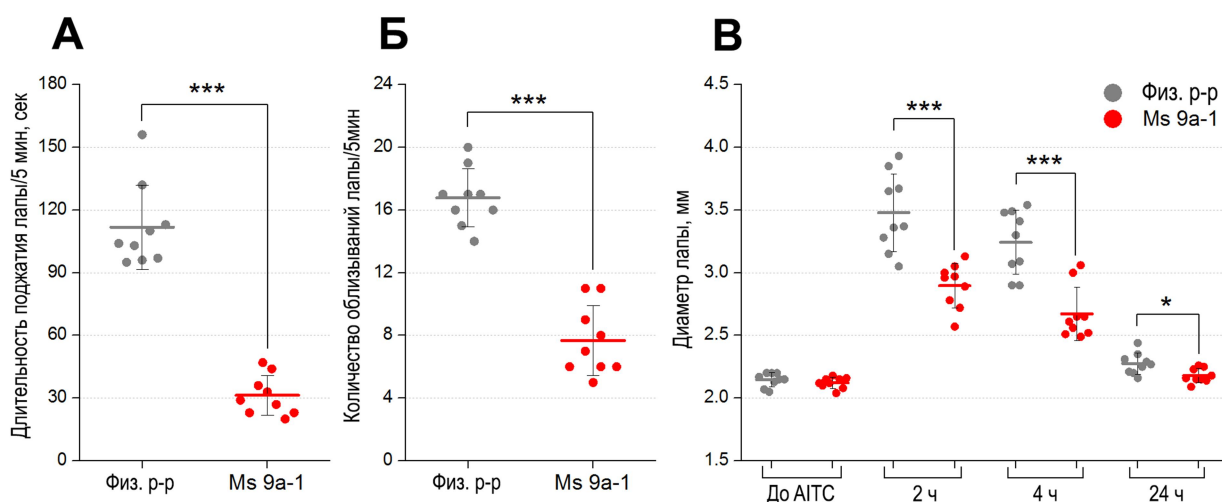 А
Длительность поджатия лапы/5 мин, сек
180
150
120
90
60
30
0
***
Физ. р-р
Ms 9a-1
Б
Количество облизываний лапы/5мин
24
20
16
12
8
4
0
***
Физ. р-р
Ms 9a-1
В
Диаметр лапы, мм
4.5
4.0
3.5
3.0
2.5
2.0
1.5
Физ. р-р
Ms 9a-1
***
***
*
До AITC
2 ч
4 ч
24 ч